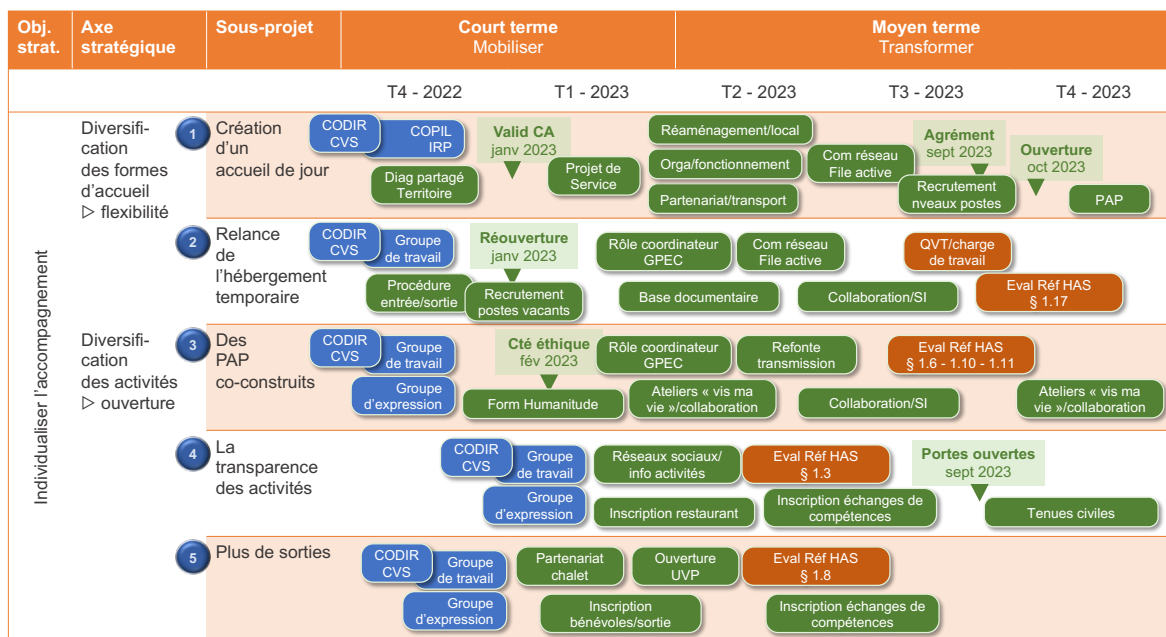 Obj.
strat.
Axe
stratégique
Sous-projet
Court terme
Mobiliser
Moyen terme
Transformer
T4 - 2022
T1 - 2023
T2 - 2023
T3 - 2023
T4 - 2023
Individualiser l'accompagnement
Diversifi-
cation
des formes
d'accueil
▷ flexibilité
1
Création
d'un
accueil de jour
CODIR
CVS
COPIL
IRP
Diag partagé
Territoire
Valid CA
janv 2023
Projet de
Service
Réaménagement/local
Orga/fonctionnement
Partenariat/transport
Com réseau
File active
Agrément
sept 2023
Recrutement
nveaux postes
Ouverture
oct 2023
PAP
2
Relance
de
l'hébergement
temporaire
CODIR
CVS
Groupe
de travail
Procédure
entrée/sortie
Réouverture
janv 2023
Recrutement
postes vacants
Rôle coordinateur
GPEC
Base documentaire
Com réseau
File active
Collaboration/SI
QVT/charge
de travail
Eval Réf HAS
§ 1.17
Diversifi-
cation
des activités
▷ ouverture
3
Des
PAP
co-construits
CODIR
CVS
Groupe
de travail
Groupe
d'expression
Cté éthique
fév 2023
Form Humanitude
Rôle coordinateur
GPEC
Ateliers « vis ma
vie »/collaboration
Refonte
transmission
Collaboration/SI
Eval Réf HAS
§ 1.6 - 1.10 - 1.11
Ateliers « vis ma
vie »/collaboration
4
La
transparence
des activités
CODIR
CVS
Groupe
de travail
Groupe
d'expression
Réseaux sociaux/
info activités
Inscription restaurant
Eval Réf HAS
§ 1.3
Inscription échanges de
compétences
Portes ouvertes
sept 2023
Tenues civiles
5
Plus de sorties
CODIR
CVS
Groupe
de travail
Groupe
d'expression
Partenariat
chalet
Inscription
bénévoles/sortie
Ouverture
UVP
Eval Réf HAS
§ 1.8
Inscription échanges de
compétences